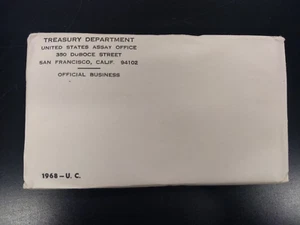 TREASURY DEPARTMENT
UNITED STATES ASSAY OFFICE
350 DUBOCE STREET
SAN FRANCISCO, CALIF. 94102
OFFICIAL BUSINESS
1968-U. C.